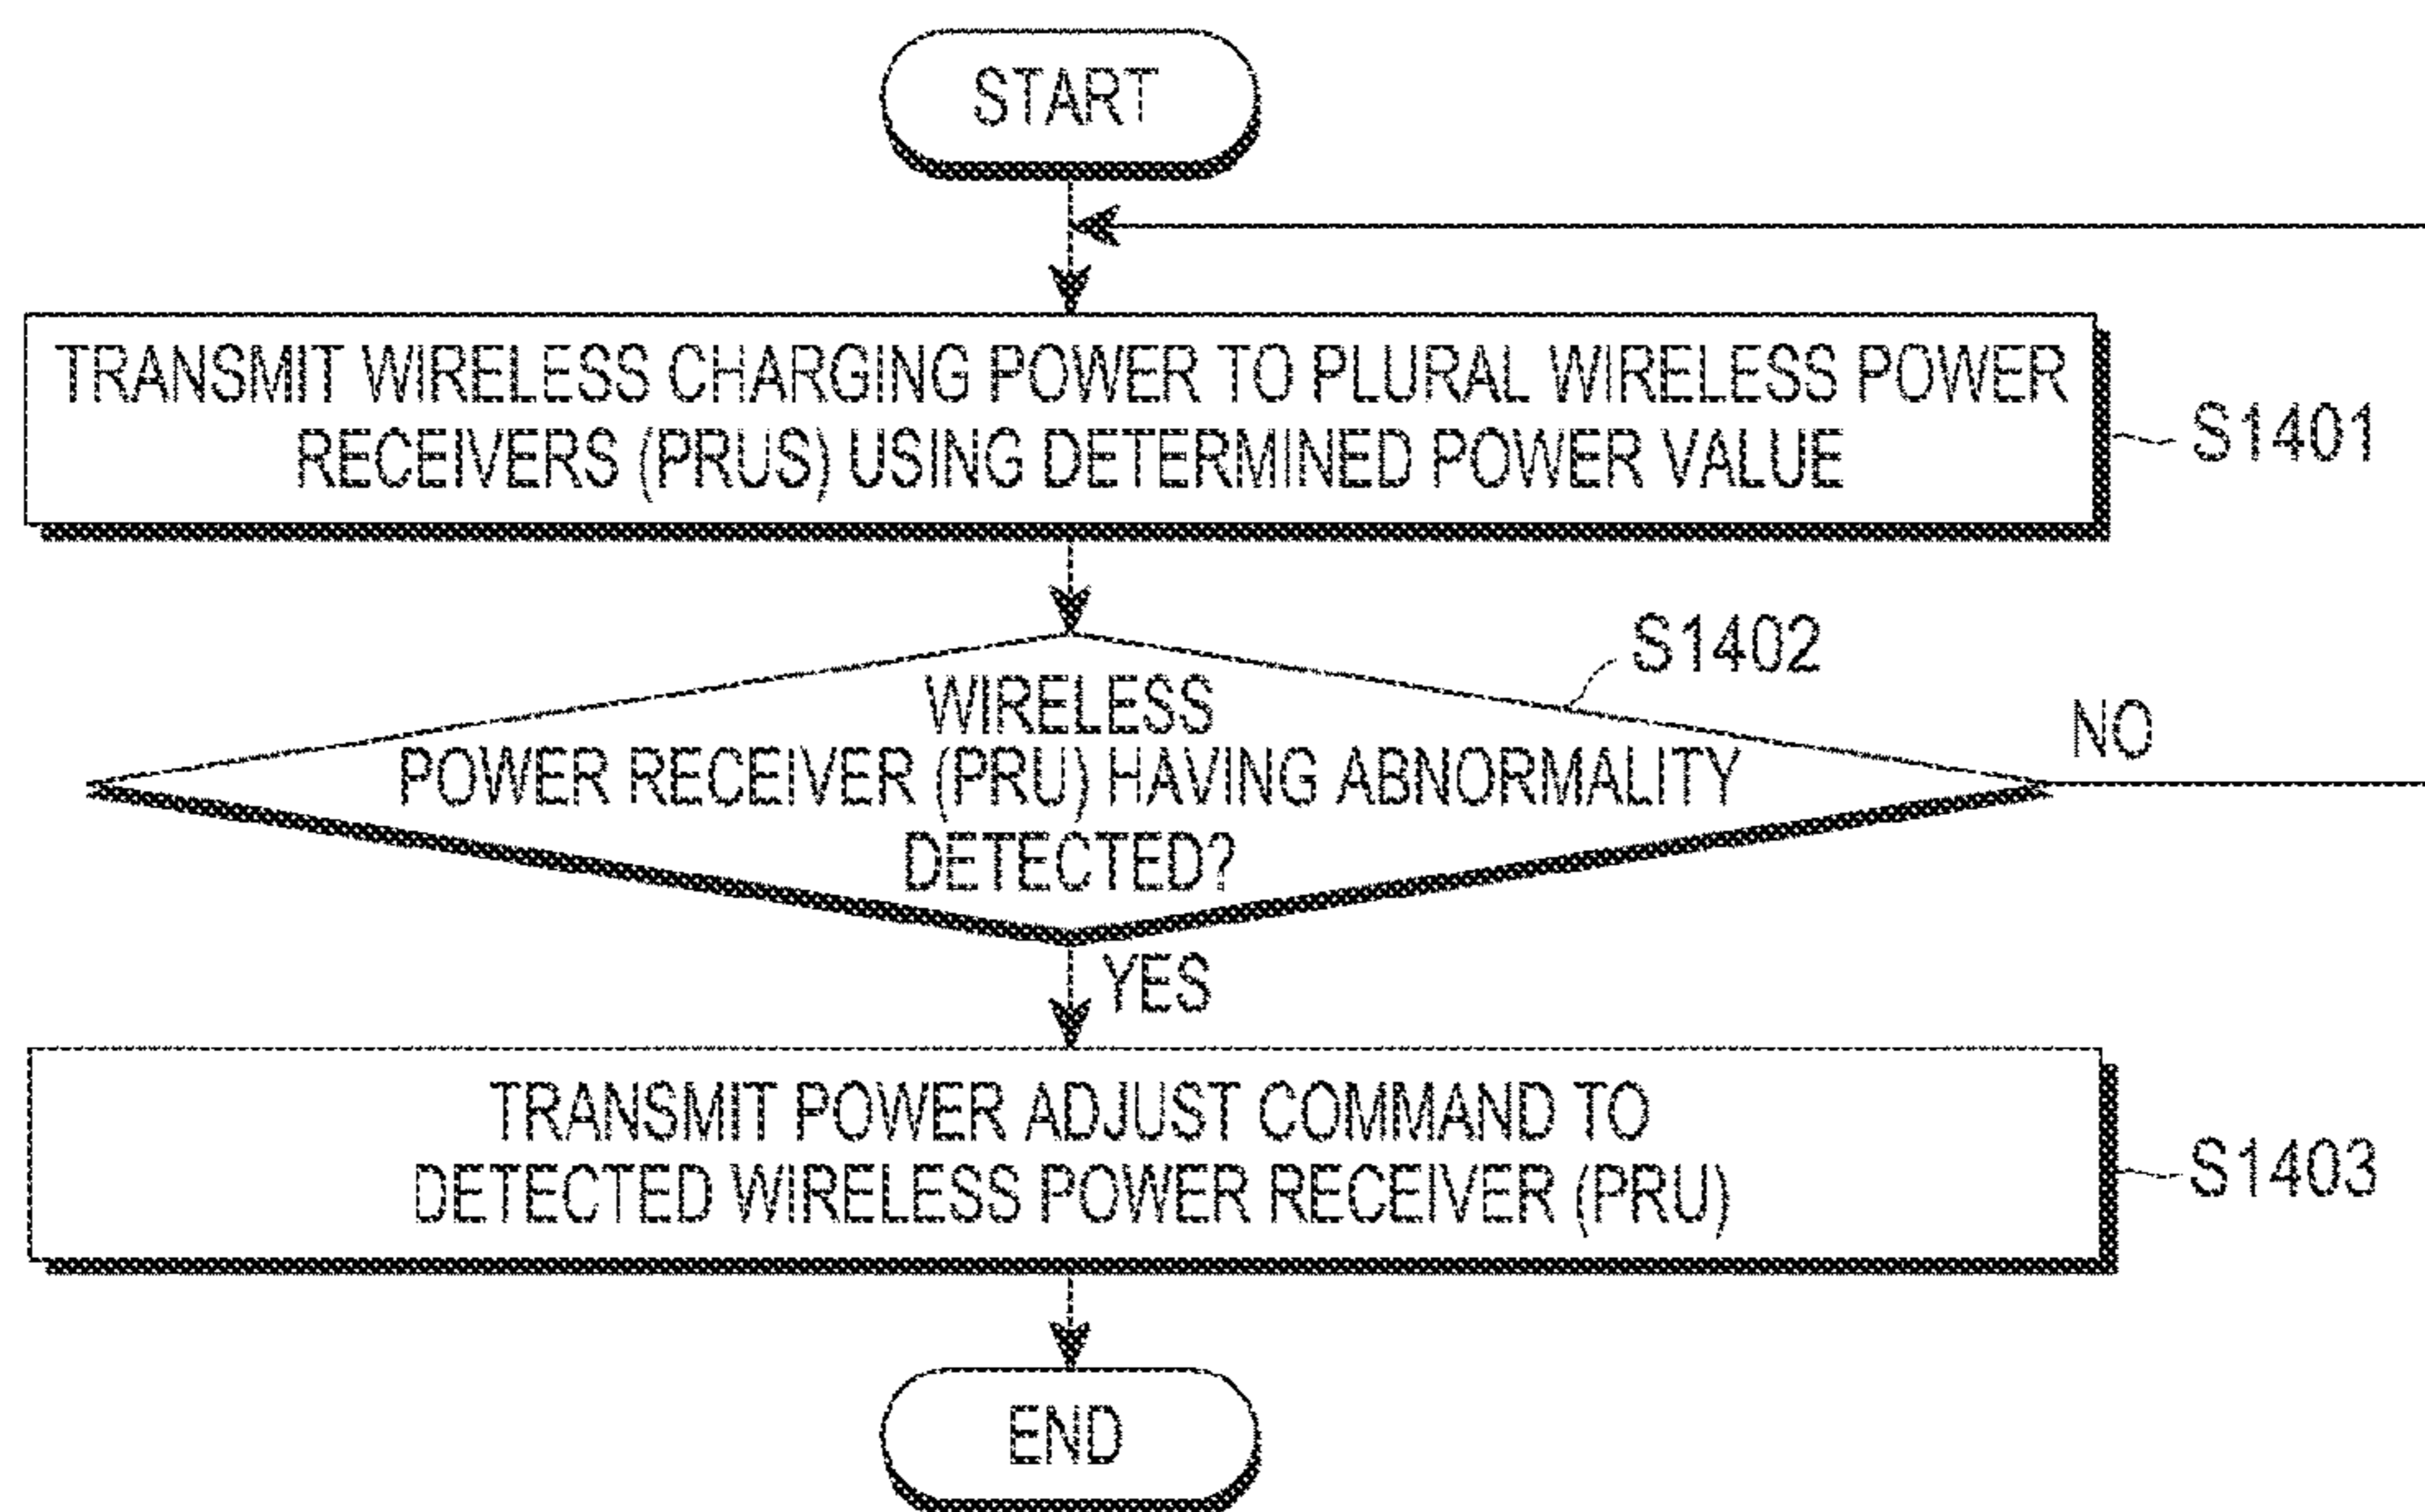 START
TRANSMIT WIRELESS CHARGING POWER TO PLURAL WIRELESS POWER
RECEIVERS (PRUS) USING DETERMINED POWER VALUE
S1401
S1402
WIRELESS
POWER RECEIVER (PRU) HAVING ABNORMALITY
DETECTED?
NO
YES
TRANSMIT POWER ADJUST COMMAND TO
DETECTED WIRELESS POWER RECEIVER (PRU)
S1403
END